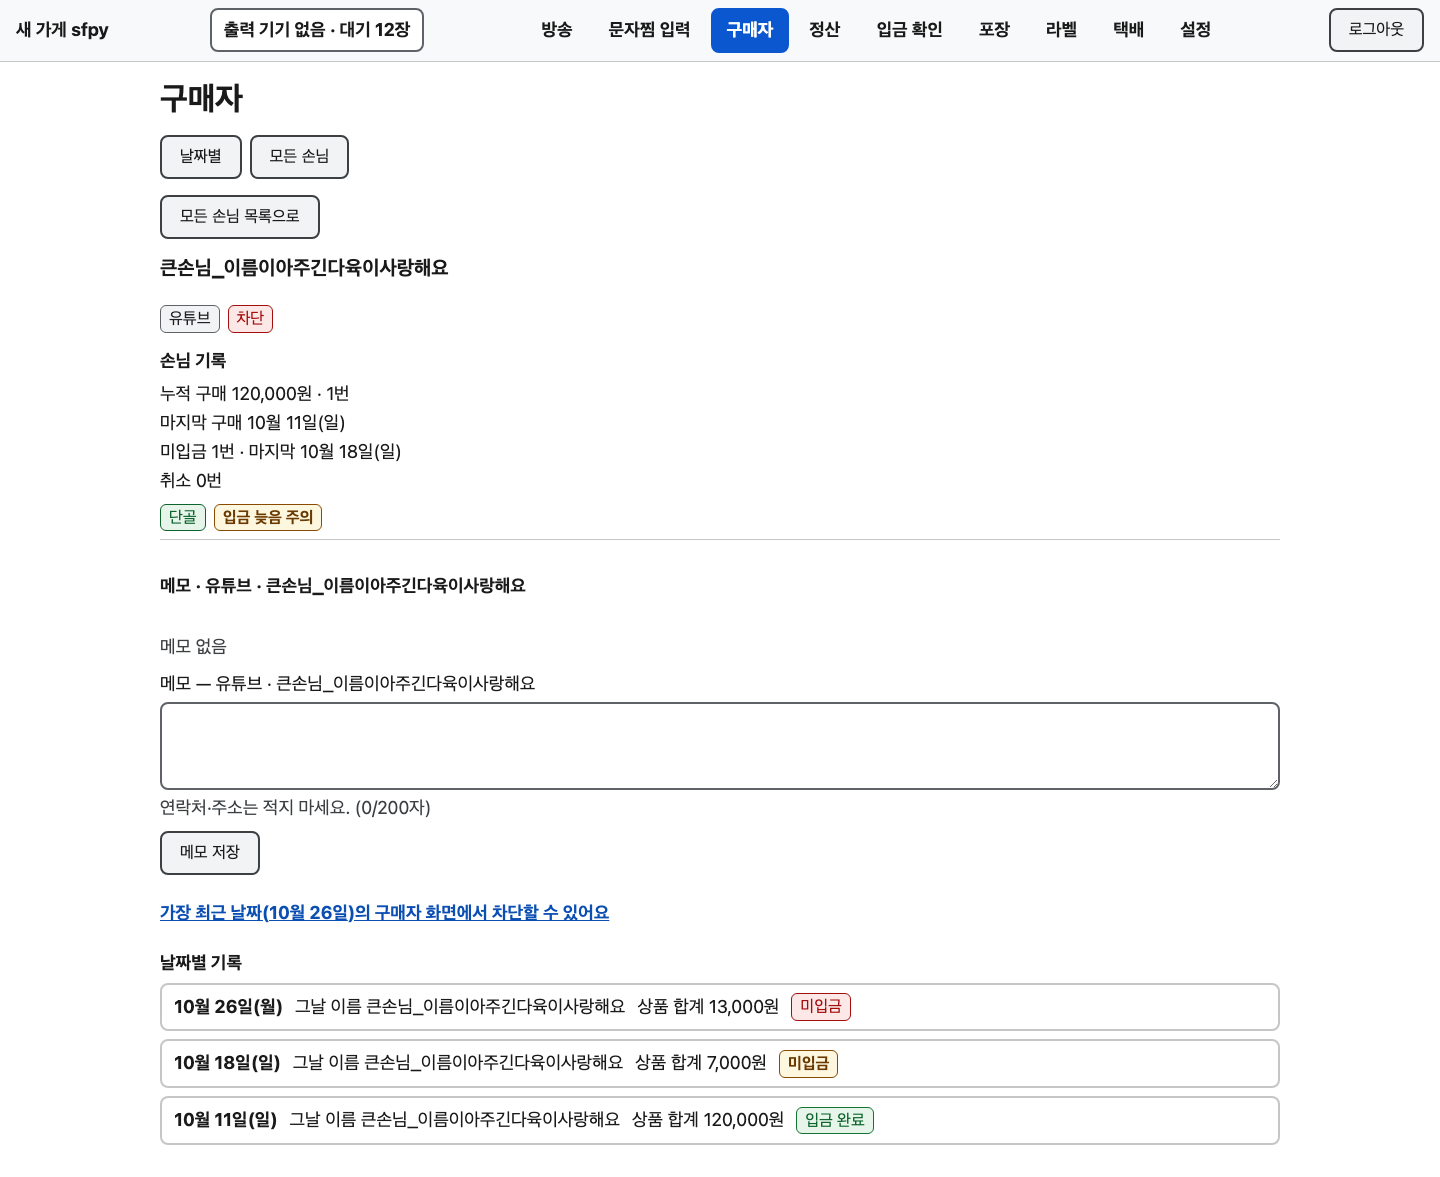 새 가게 sfpy
출력 기기 없음 · 대기 12장
방송 문자찜 입력 구매자 정산 입금 확인 포장 라벨 택배 설정
로그아웃
구매자
날짜별 모든 손님
모든 손님 목록으로
큰손님_이름이아주긴다육이사랑해요
유튜브 차단
손님 기록
누적 구매 120,000원 · 1번
마지막 구매 10월 11일(일)
미입금 1번 · 마지막 10월 18일(일)
취소 0번
단골 입금 늦음 주의
메모 · 유튜브 · 큰손님_이름이아주긴다육이사랑해요
메모 없음
메모 — 유튜브 · 큰손님_이름이아주긴다육이사랑해요
연락처·주소는 적지 마세요. (0/200자)
메모 저장
가장 최근 날짜(10월 26일)의 구매자 화면에서 차단할 수 있어요
날짜별 기록
10월 26일(월) 그날 이름 큰손님_이름이아주긴다육이사랑해요 상품 합계 13,000원 미입금
10월 18일(일) 그날 이름 큰손님_이름이아주긴다육이사랑해요 상품 합계 7,000원 미입금
10월 11일(일) 그날 이름 큰손님_이름이아주긴다육이사랑해요 상품 합계 120,000원 입금 완료